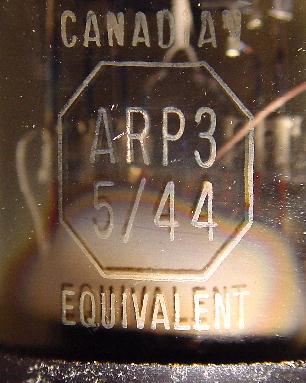 CANADIAN
ARP3
5/44
EQUIVALENT